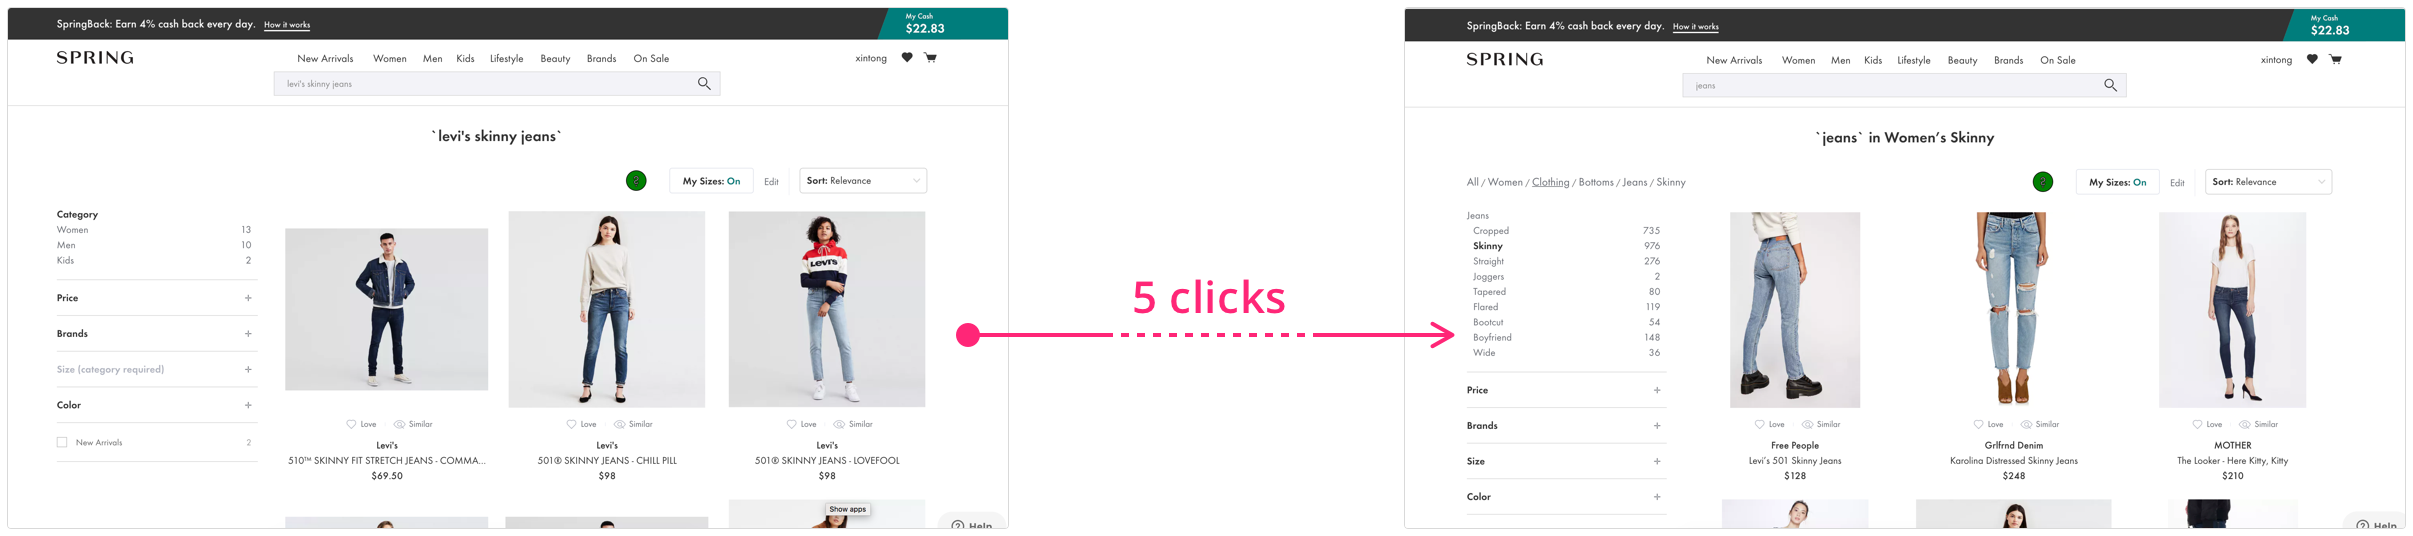 SpringBack: Earn 4% cash back every day. How it works
My Cash
$22.83
SPRING
New Arrivals Women Men Kids Lifestyle Beauty Brands On Sale
xintong
levi's skinny jeans
`levi's skinny jeans`
2
My Sizes: On
Edit
Sort: Relevance
Category
Women 13
Men 10
Kids 2
Price +
Brands +
Size (category required) +
Color +
New Arrivals 2
Love Similar
Levi's
510™ SKINNY FIT STRETCH JEANS - COMMA...
$69.50
Love Similar
Levi's
501® SKINNY JEANS - CHILL PILL
$98
Love Similar
Levi's
501® SKINNY JEANS - LOVEFOOL
$98
LEVI'S
Show apps
Help
5 clicks
SpringBack: Earn 4% cash back every day. How it works
My Cash
$22.83
SPRING
New Arrivals Women Men Kids Lifestyle Beauty Brands On Sale
xintong
jeans
`jeans` in Women’s Skinny
All / Women / Clothing / Bottoms / Jeans / Skinny
2
My Sizes: On
Edit
Sort: Relevance
Jeans
Cropped 735
Skinny 976
Straight 276
Joggers 2
Tapered 80
Flared 119
Bootcut 54
Boyfriend 148
Wide 36
Price +
Brands +
Size +
Color +
Love Similar
Free People
Levi’s 501 Skinny Jeans
$128
Love Similar
Grlfrnd Denim
Karolina Distressed Skinny Jeans
$248
Love Similar
MOTHER
The Looker - Here Kitty, Kitty
$210
Help